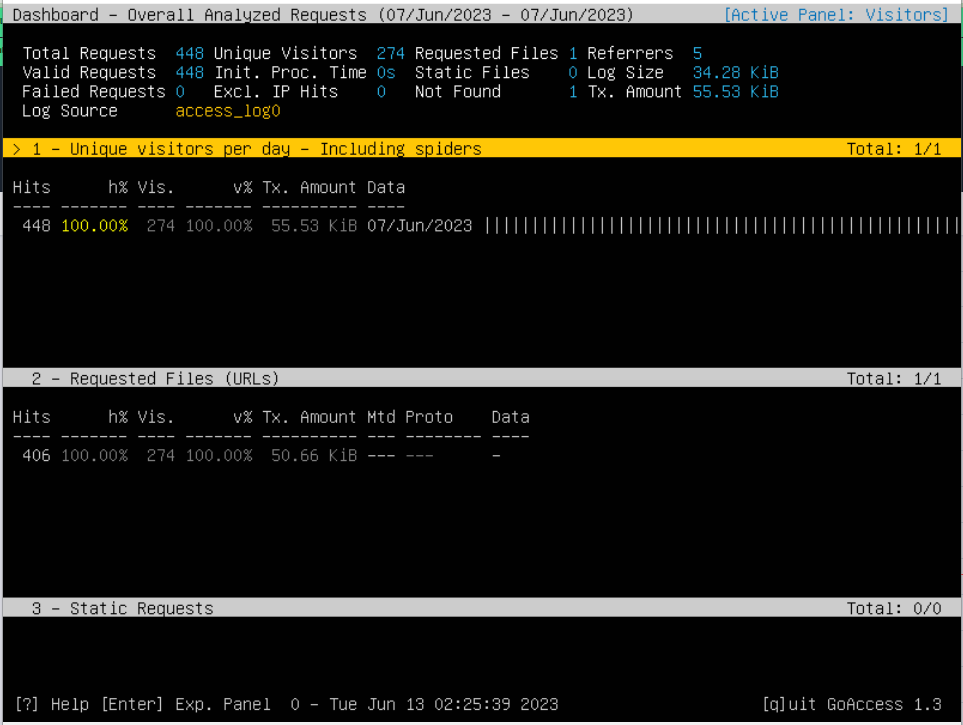 Dashboard - Overall Analyzed Requests (07/Jun/2023 - 07/Jun/2023) [Active Panel: Visitors]
Total Requests 448 Unique Visitors 274 Requested Files 1 Referrers 5
Valid Requests 448 Init. Proc. Time 0s Static Files 0 Log Size 34.28 KiB
Failed Requests 0 Excl. IP Hits 0 Not Found 1 Tx. Amount 55.53 KiB
Log Source access_log0
> 1 - Unique visitors per day - Including spiders Total: 1/1
Hits h% Vis. v% Tx. Amount Data
---- ------- ---- ------- ---------- ----
448 100.00% 274 100.00% 55.53 KiB 07/Jun/2023 ||||||||||||||||||||||||||||||||||||||||||||||||||
2 - Requested Files (URLs) Total: 1/1
Hits h% Vis. v% Tx. Amount Mtd Proto Data
---- ------- ---- ------- ---------- --- -------- ----
406 100.00% 274 100.00% 50.66 KiB --- --- -
3 - Static Requests Total: 0/0
[?] Help [Enter] Exp. Panel 0 - Tue Jun 13 02:25:39 2023 [q]uit GoAccess 1.3